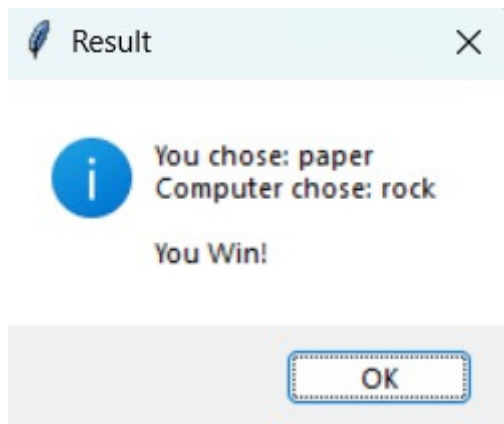 Result
You chose: paper
Computer chose: rock
You Win!
OK